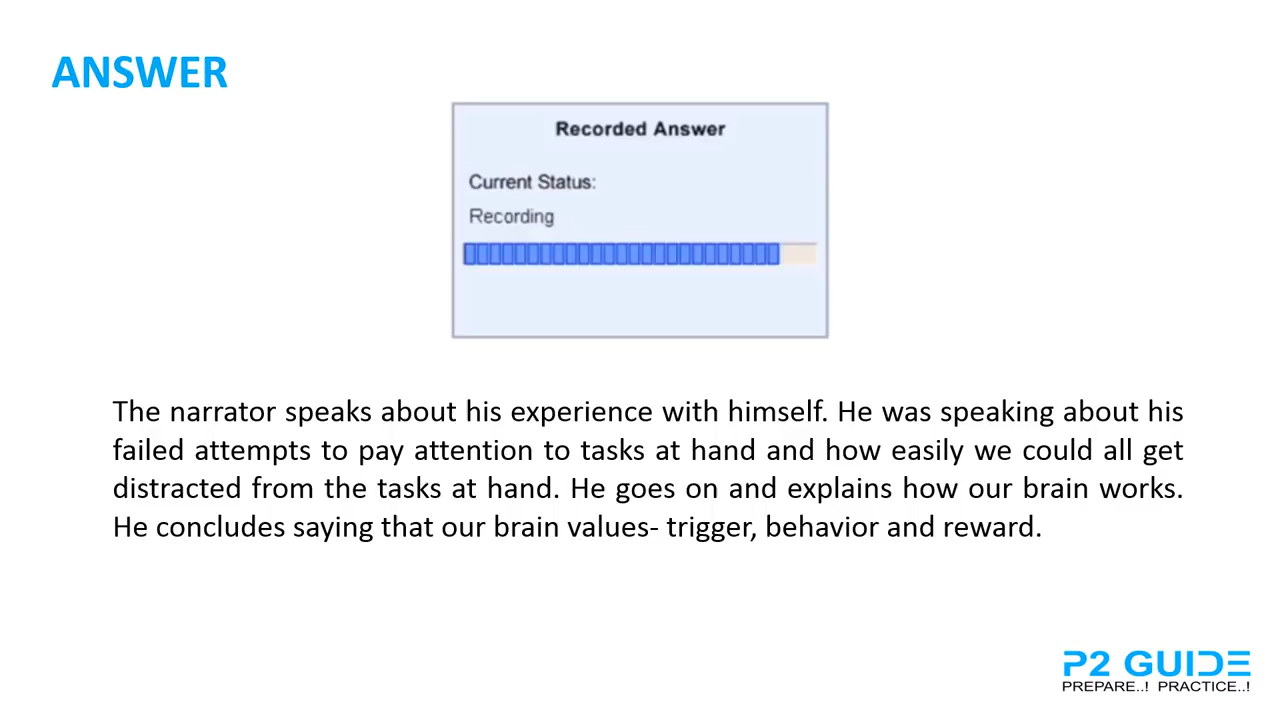 ANSWER
Recorded Answer
Current Status:
Recording
The narrator speaks about his experience with himself. He was speaking about his
failed attempts to pay attention to tasks at hand and how easily we could all get
distracted from the tasks at hand. He goes on and explains how our brain works.
He concludes saying that our brain values- trigger, behavior and reward.
P2 GUIDE
PREPARE..! PRACTICE..!